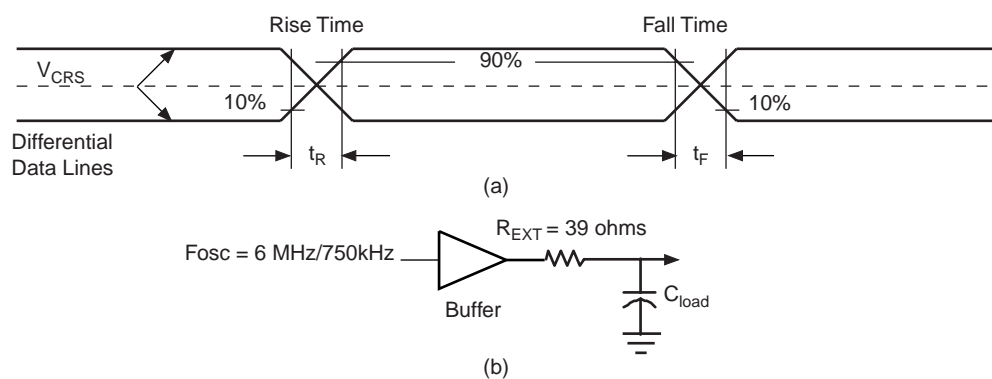 Rise Time
Fall Time
V_CRS
90%
10%
10%
Differential
Data Lines
t_R
t_F
(a)
R_EXT = 39 ohms
Fosc = 6 MHz/750kHz
Buffer
C_load
(b)